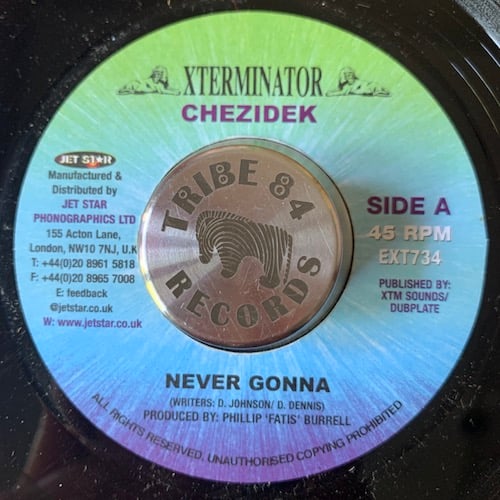 XTERMINATOR
CHEZIDEK
JET STAR
Manufactured &
Distributed by
JET STAR
PHONOGRAPHICS LTD
155 Acton Lane,
London, NW10 7NJ, U.K
T: +44(0)20 8961 5818
F: +44(0)20 8965 7008
E: feedback
@jetstar.co.uk
W: www.jetstar.co.uk
TRIBE 84
RECORDS
SIDE A
45 RPM
EXT734
PUBLISHED BY:
XTM SOUNDS/
DUBPLATE
NEVER GONNA
(WRITERS: D. JOHNSON/ D. DENNIS)
PRODUCED BY: PHILLIP 'FATIS' BURRELL
ALL RIGHTS RESERVED. UNAUTHORISED COPYING PROHIBITED